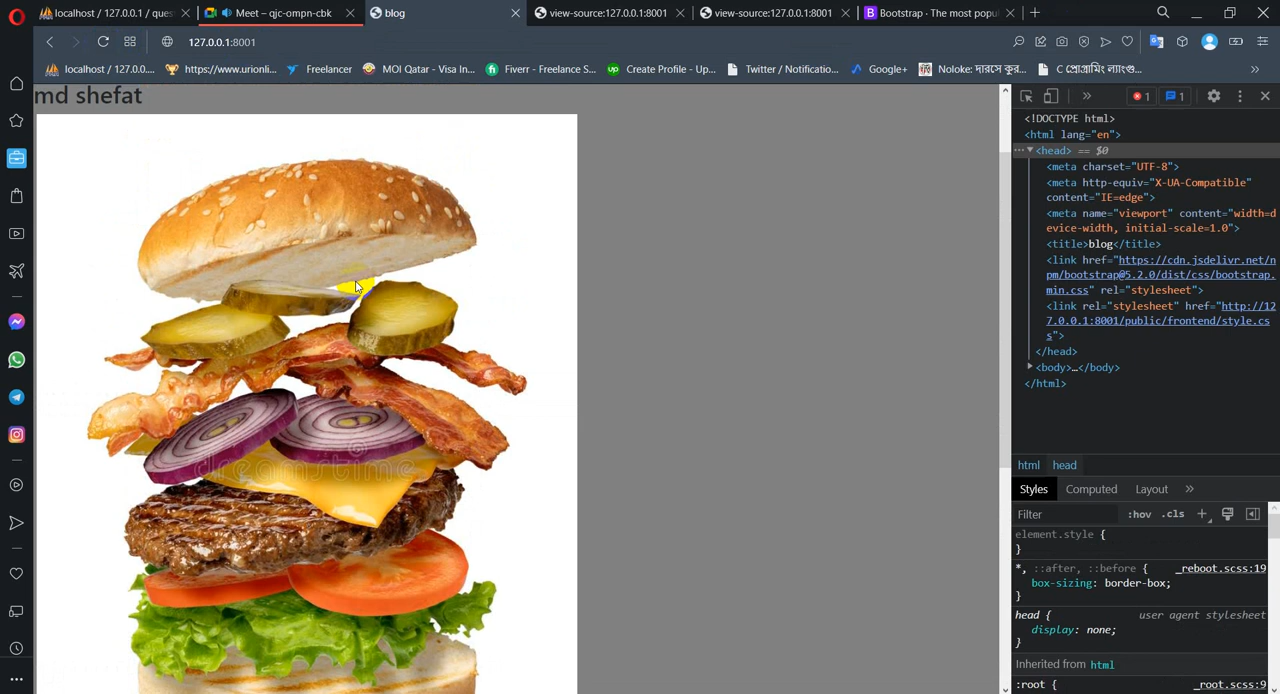 localhost / 127.0.0.1 / ques
Meet – qjc-ompn-cbk
blog
view-source:127.0.0.1:8001
view-source:127.0.0.1:8001
Bootstrap · The most popu
127.0.0.1:8001
localhost / 127.0.0....
https://www.urionli...
Freelancer
MOI Qatar - Visa In...
Fiverr - Freelance S...
Create Profile - Up...
Twitter / Notificatio...
Google+
Noloke: দারসে কুর...
C প্রোগ্রামিং ল্যাংগু...
md shefat
dreamstime
1
1
<!DOCTYPE html>
<html lang="en">
<head> == $0
<meta charset="UTF-8">
<meta http-equiv="X-UA-Compatible"
content="IE=edge">
<meta name="viewport" content="width=d
evice-width, initial-scale=1.0">
<title>blog</title>
<link href="https://cdn.jsdelivr.net/n
pm/bootstrap@5.2.0/dist/css/bootstrap.
min.css" rel="stylesheet">
<link rel="stylesheet" href="http://12
7.0.0.1:8001/public/frontend/style.cs
s">
</head>
<body>…</body>
</html>
html head
Styles Computed Layout
Filter :hov .cls
element.style {
}
*, ::after, ::before { _reboot.scss:19
box-sizing: border-box;
}
head { user agent stylesheet
display: none;
}
Inherited from html
:root { _root.scss:9